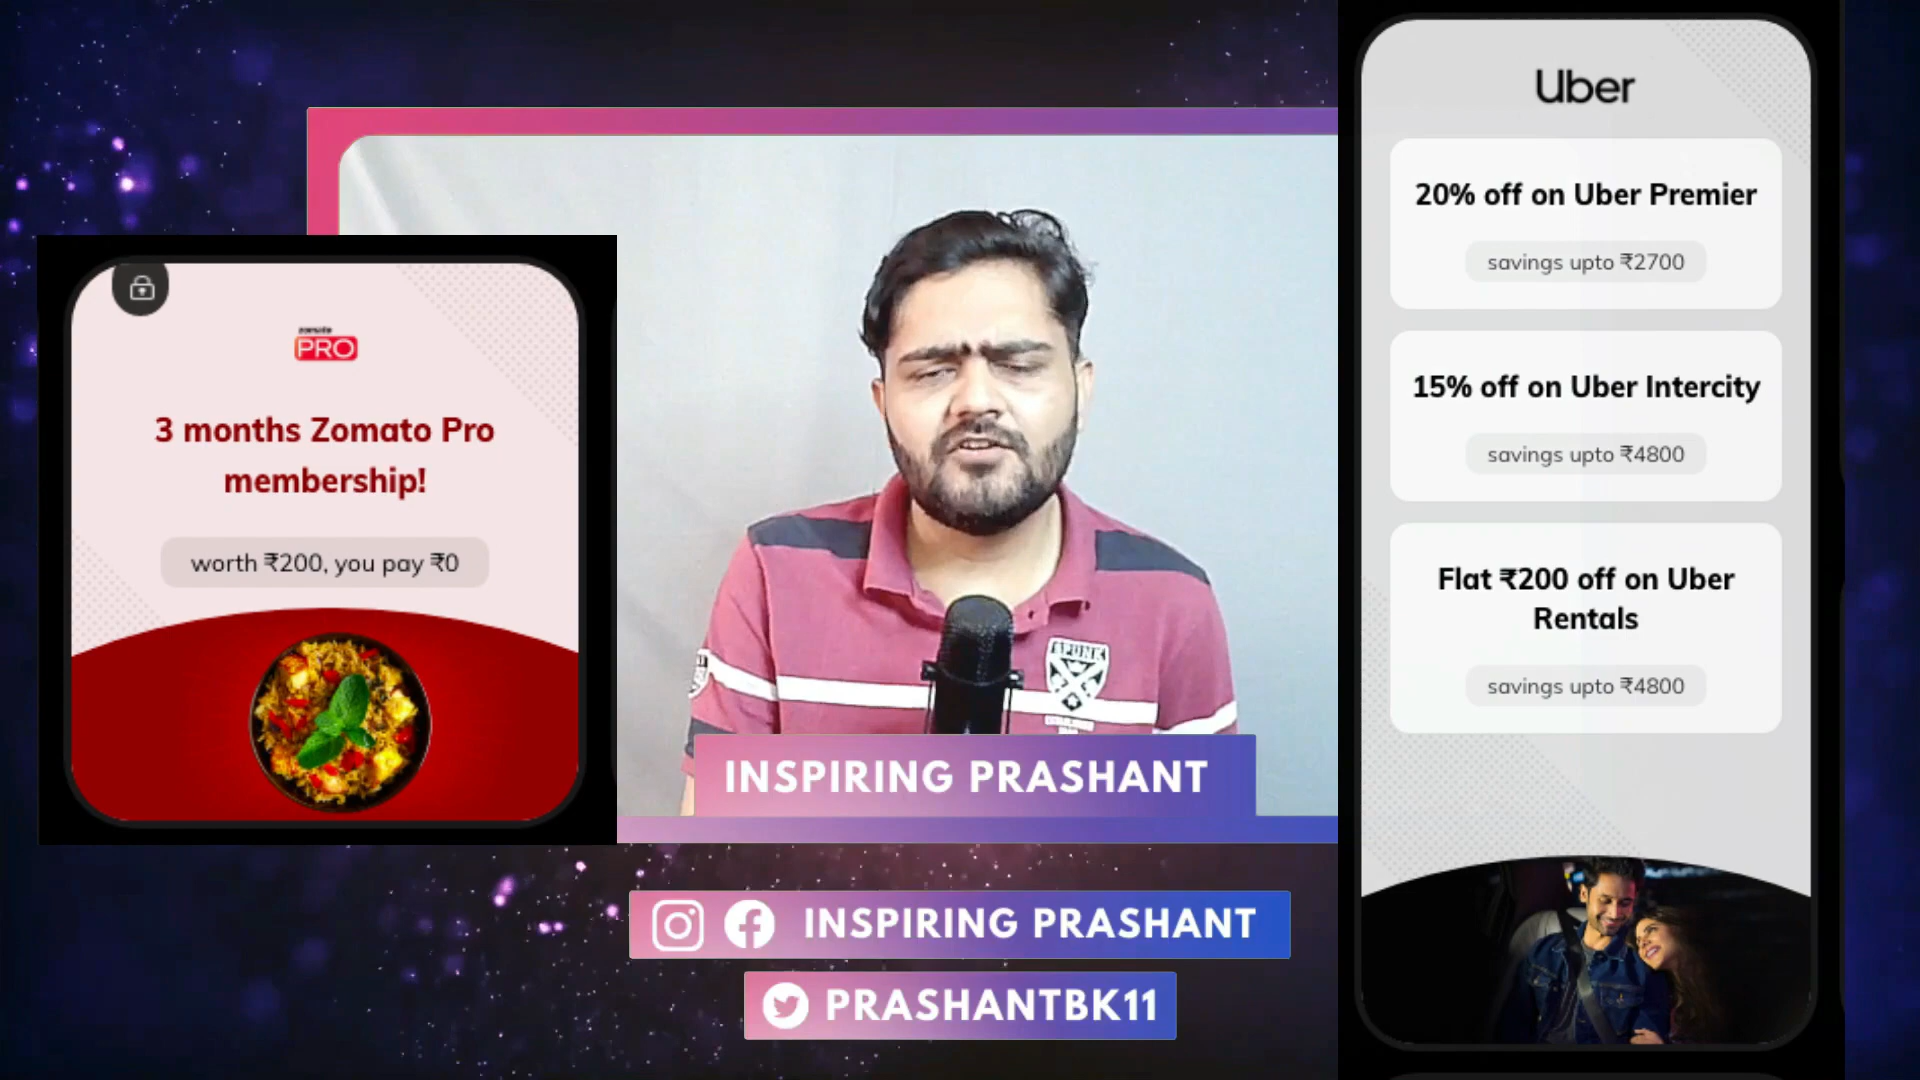 zomato
PRO
3 months Zomato Pro
membership!
worth ₹200, you pay ₹0
SPUNK
INSPIRING PRASHANT
INSPIRING PRASHANT
PRASHANTBK11
Uber
20% off on Uber Premier
savings upto ₹2700
15% off on Uber Intercity
savings upto ₹4800
Flat ₹200 off on Uber
Rentals
savings upto ₹4800